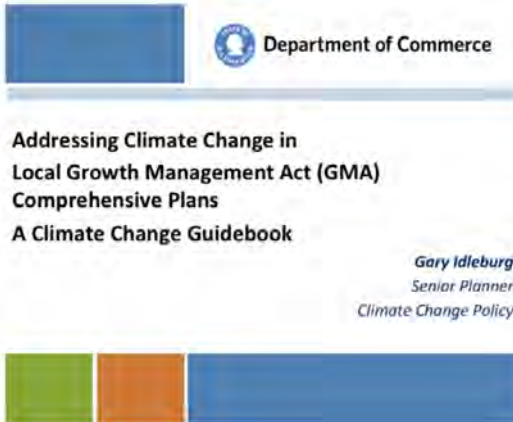 Department of Commerce
Addressing Climate Change in
Local Growth Management Act (GMA)
Comprehensive Plans
A Climate Change Guidebook
Gary Idleburg
Senior Planner
Climate Change Policy